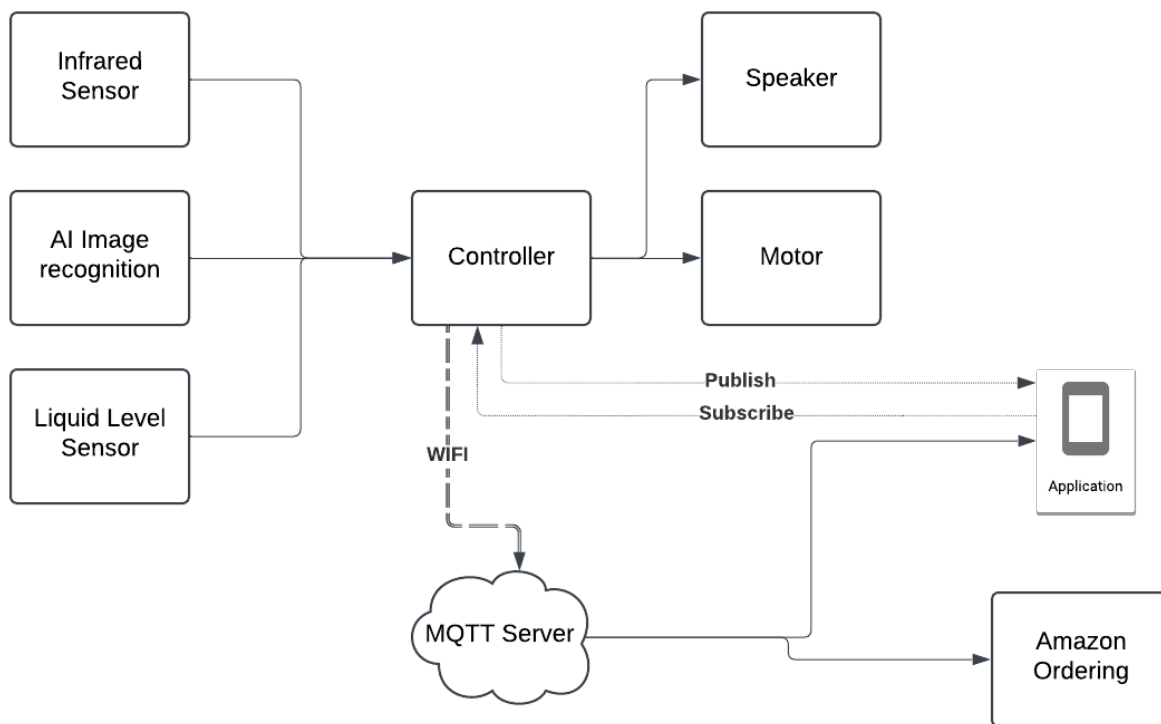 Infrared
Sensor
Speaker
AI Image
recognition
Controller
Motor
Publish
Subscribe
Liquid Level
Sensor
WIFI
Application
MQTT Server
Amazon
Ordering